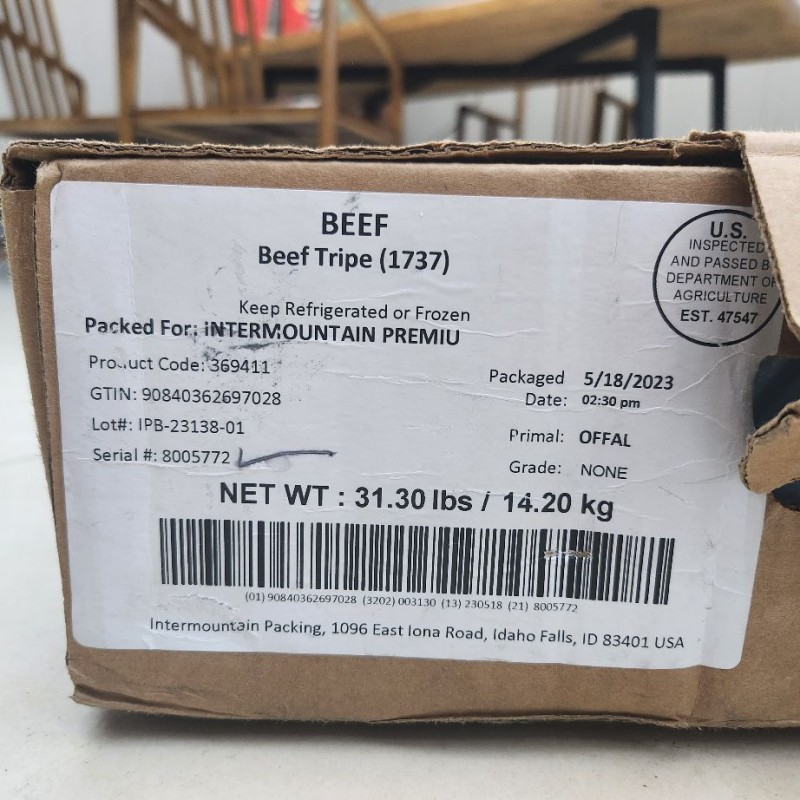 BEEF
Beef Tripe (1737)
U.S.
INSPECTED
AND PASSED B
DEPARTMENT OF
AGRICULTURE
EST. 47547
Keep Refrigerated or Frozen
Packed For: INTERMOUNTAIN PREMIU
Product Code: 369411
GTIN: 90840362697028
Lot#: IPB-23138-01
Serial #: 8005772
Packaged 5/18/2023
Date: 02:30 pm
Primal: OFFAL
Grade: NONE
NET WT : 31.30 lbs / 14.20 kg
(01) 90840362697028 (3202) 003130 (13) 230518 (21) 8005772
Intermountain Packing, 1096 East Iona Road, Idaho Falls, ID 83401 USA